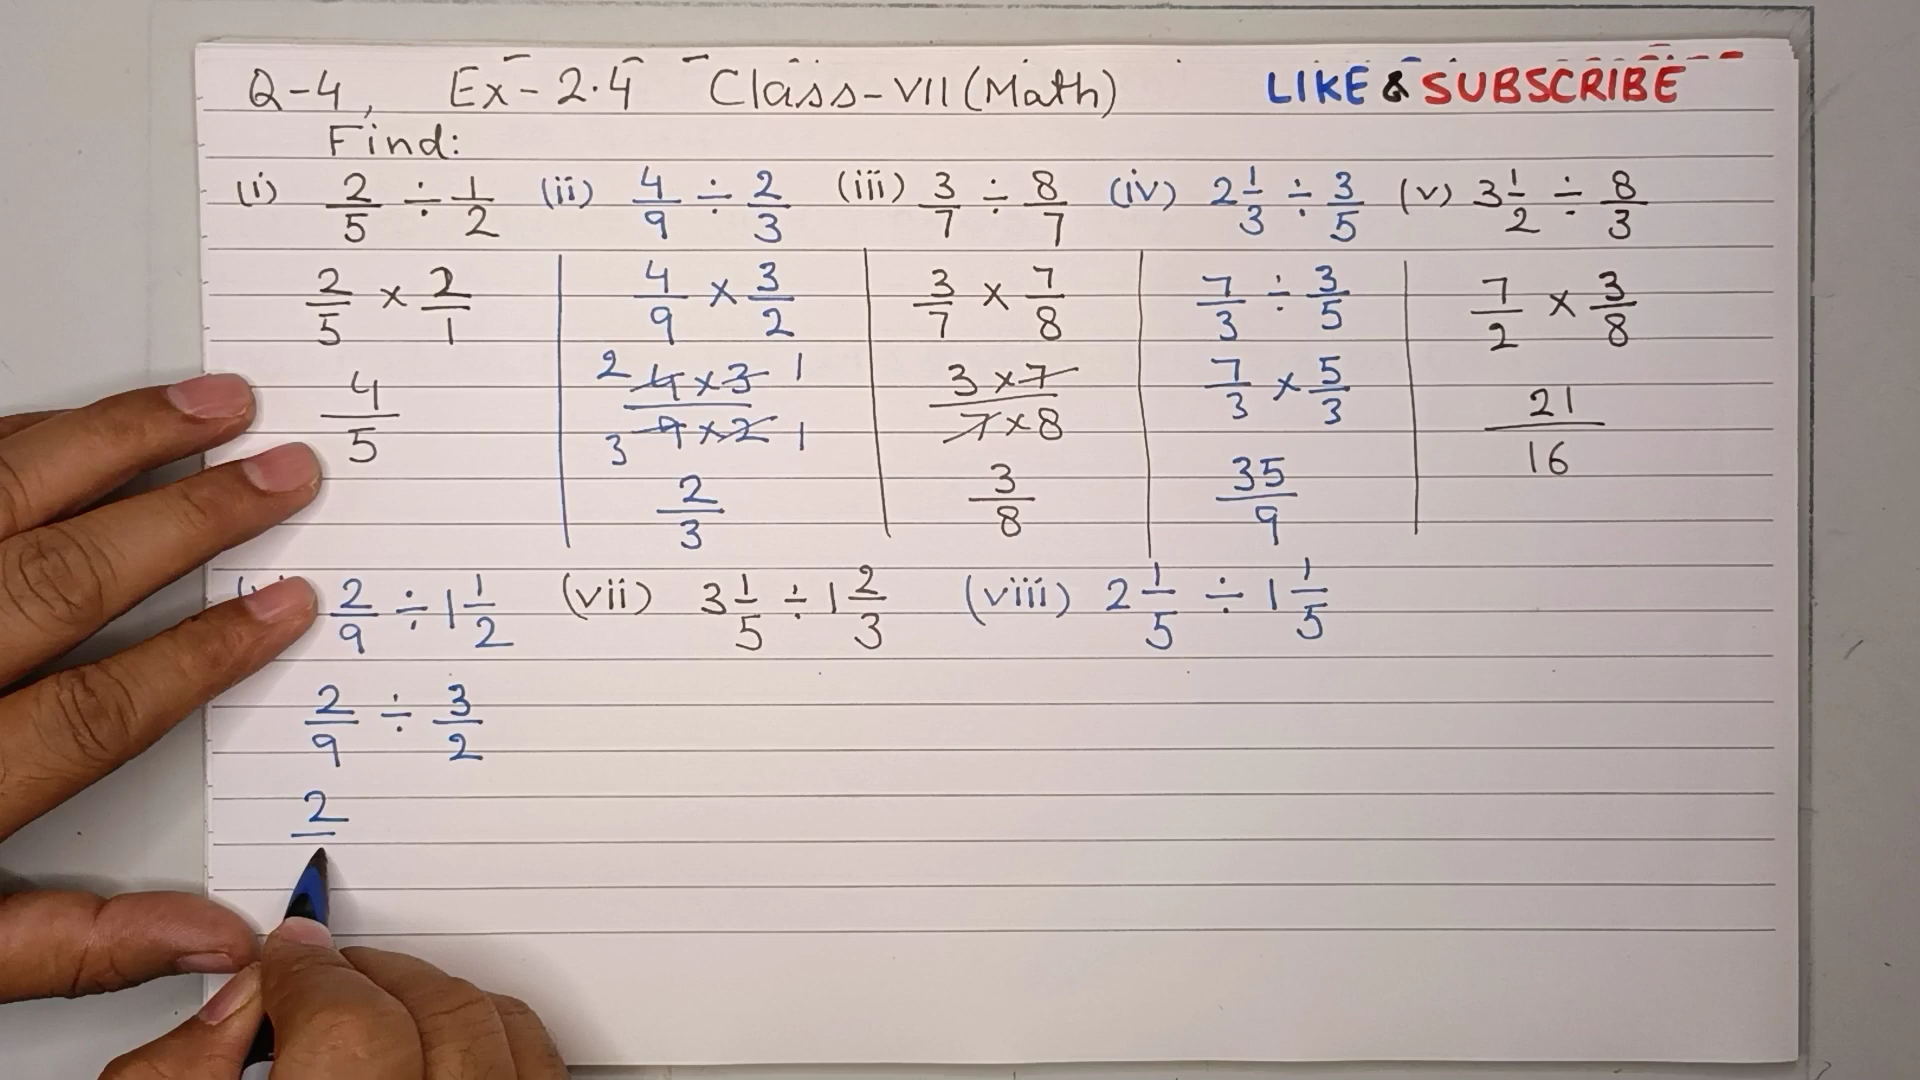 Q-4, Ex-2.4 Class-VII (Math) LIKE & SUBSCRIBE
Find:
(i) 2/5 ÷ 1/2 (ii) 4/9 ÷ 2/3 (iii) 3/7 ÷ 8/7 (iv) 2 1/3 ÷ 3/5 (v) 3 1/2 ÷ 8/3
2/5 × 2/1 4/9 × 3/2 3/7 × 7/8 7/3 ÷ 3/5 7/2 × 3/8
4/5 2 4×3 1 / 3 9×2 1 3×7 / 7×8 7/3 × 5/3 21/16
2/3 3/8 35/9
2/9 ÷ 1 1/2 (vii) 3 1/5 ÷ 1 2/3 (viii) 2 1/5 ÷ 1 1/5
2/9 ÷ 3/2
2